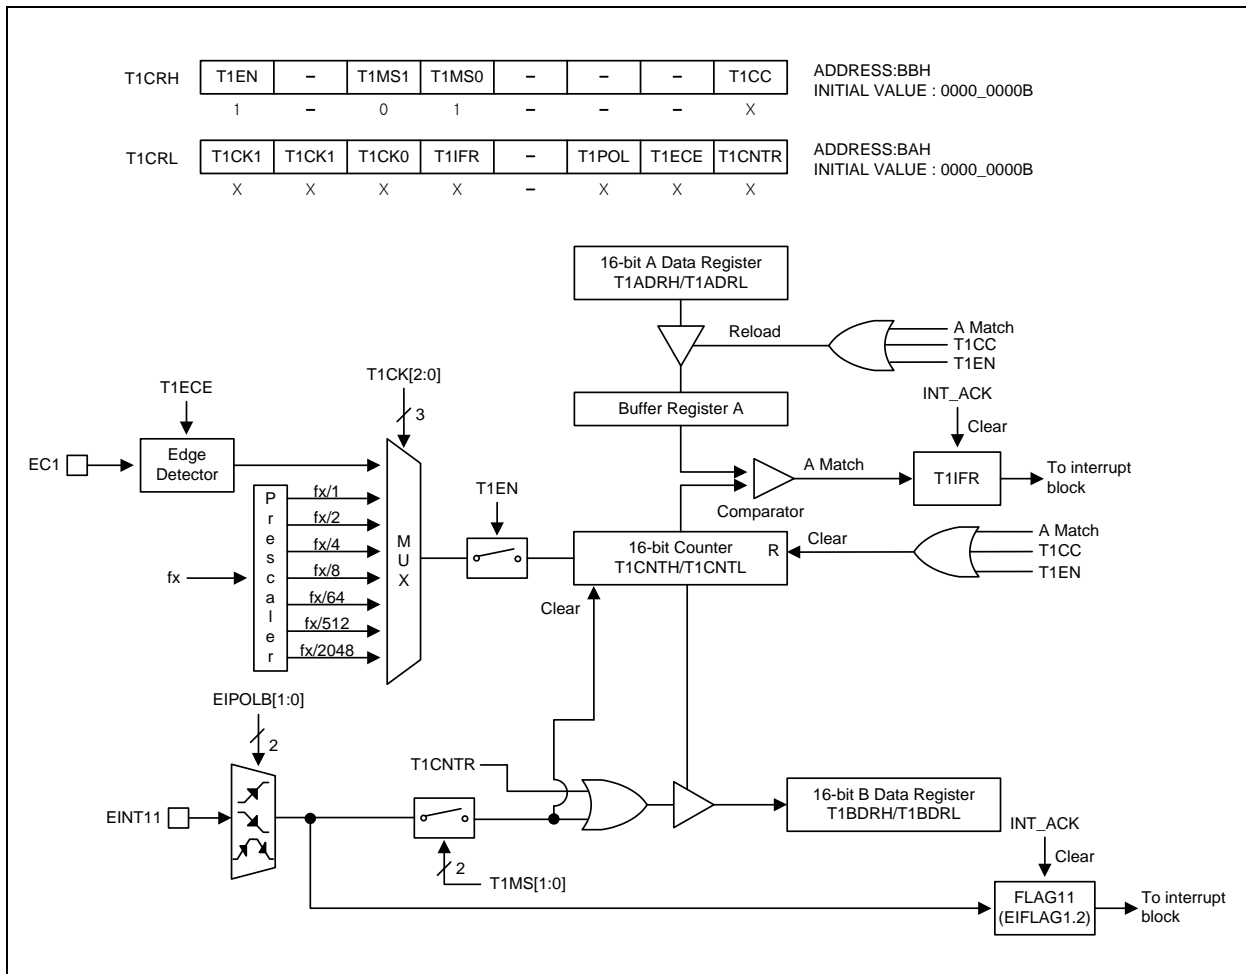 T1CRH T1EN – T1MS1 T1MS0 – – – T1CC ADDRESS:BBH
INITIAL VALUE : 0000_0000B
1 – 0 1 – – – X
T1CRL T1CK1 T1CK1 T1CK0 T1IFR – T1POL T1ECE T1CNTR ADDRESS:BAH
INITIAL VALUE : 0000_0000B
X X X X – X X X
16-bit A Data Register
T1ADRH/T1ADRL
Reload
A Match
T1CC
T1EN
T1ECE
T1CK[2:0]
3
Buffer Register A
INT_ACK
Clear
EC1
Edge
Detector
A Match
T1IFR
To interrupt
block
Comparator
Prescaler
fx/1
fx/2
fx/4
fx/8
fx/64
fx/512
fx/2048
fx
MUX
T1EN
16-bit Counter
T1CNTH/T1CNTL
R
Clear
A Match
T1CC
T1EN
Clear
EIPOLB[1:0]
2
T1CNTR
EINT11
2
T1MS[1:0]
16-bit B Data Register
T1BDRH/T1BDRL
INT_ACK
Clear
FLAG11
(EIFLAG1.2)
To interrupt
block